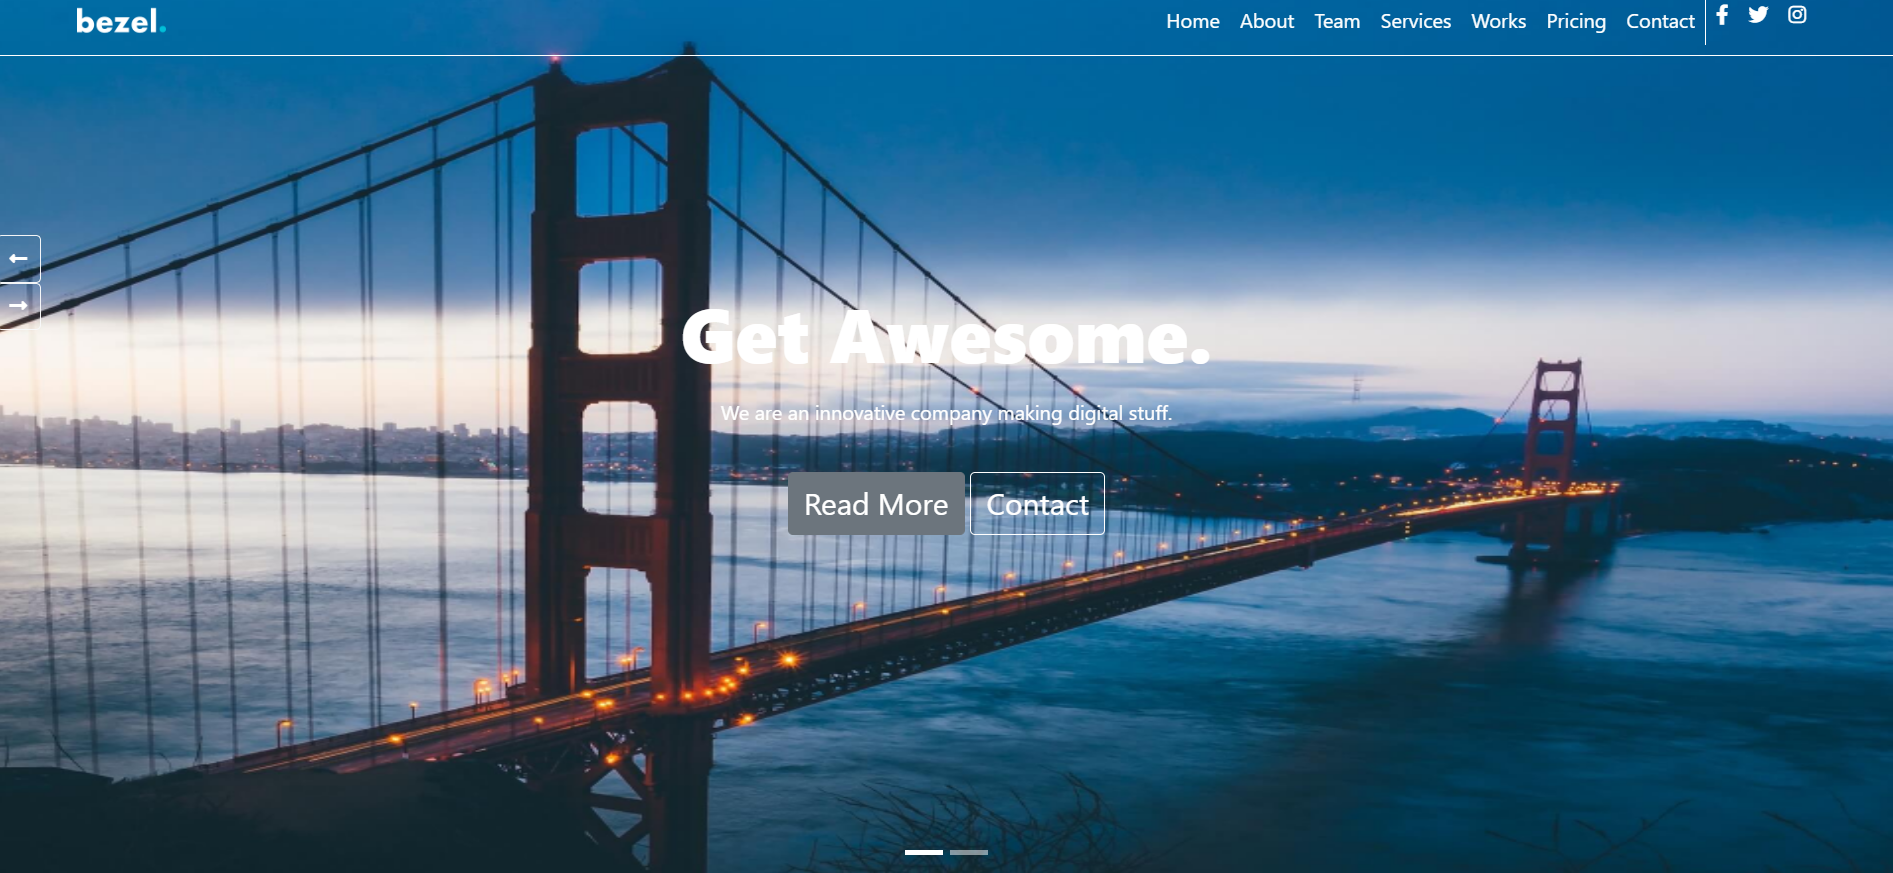 bezel.
Home About Team Services Works Pricing Contact
Get Awesome.
We are an innovative company making digital stuff.
Read More Contact